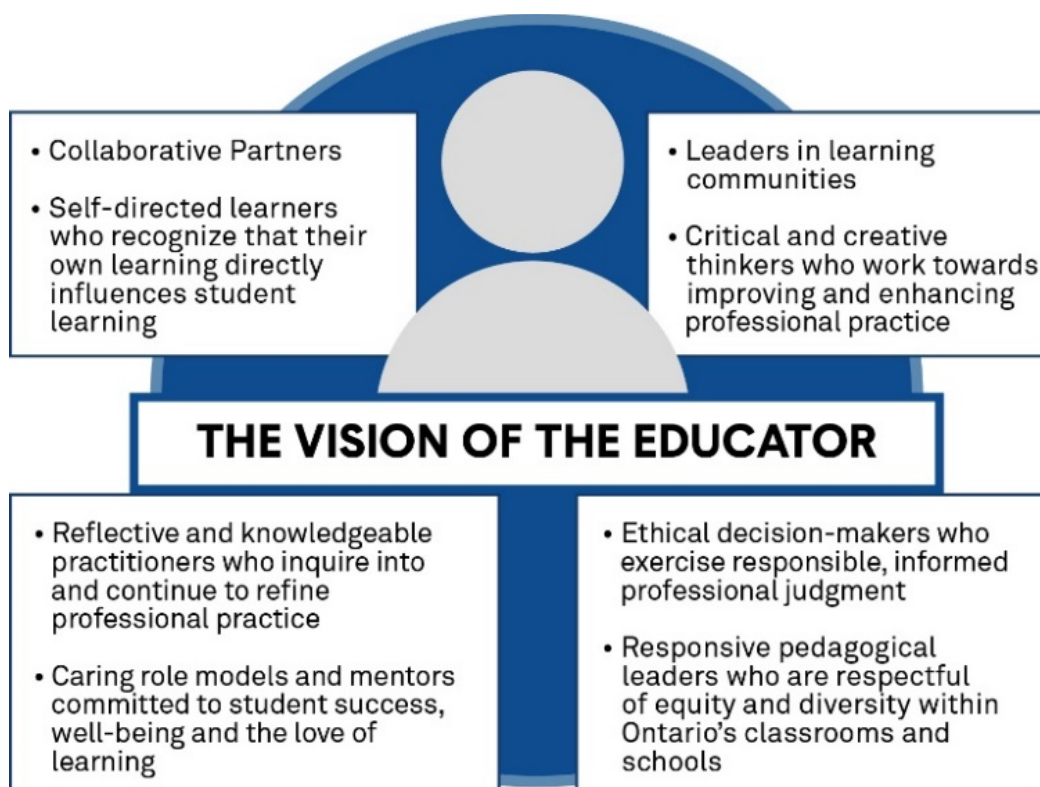 • Collaborative Partners
• Self-directed learners
who recognize that their
own learning directly
influences student
learning
• Leaders in learning
communities
• Critical and creative
thinkers who work towards
improving and enhancing
professional practice
THE VISION OF THE EDUCATOR
• Reflective and knowledgeable
practitioners who inquire into
and continue to refine
professional practice
• Caring role models and mentors
committed to student success,
well-being and the love of
learning
• Ethical decision-makers who
exercise responsible, informed
professional judgment
• Responsive pedagogical
leaders who are respectful
of equity and diversity within
Ontario's classrooms and
schools